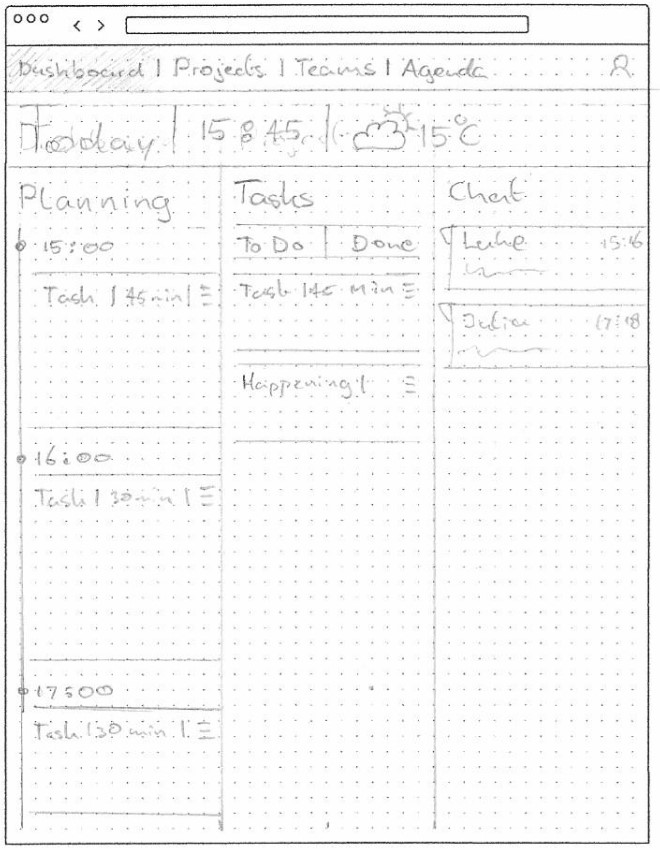 Dashboard | Projects | Teams | Agenda
Today | 15:45 | 15°C
Planning
15:00
Task | 45 min |
16:00
Task | 30 min |
17:00
Task | 30 min |
Tasks
To Do | Done
Task | 45 Min
Happening |
Chat
Luke 15:16
Julia 17:18